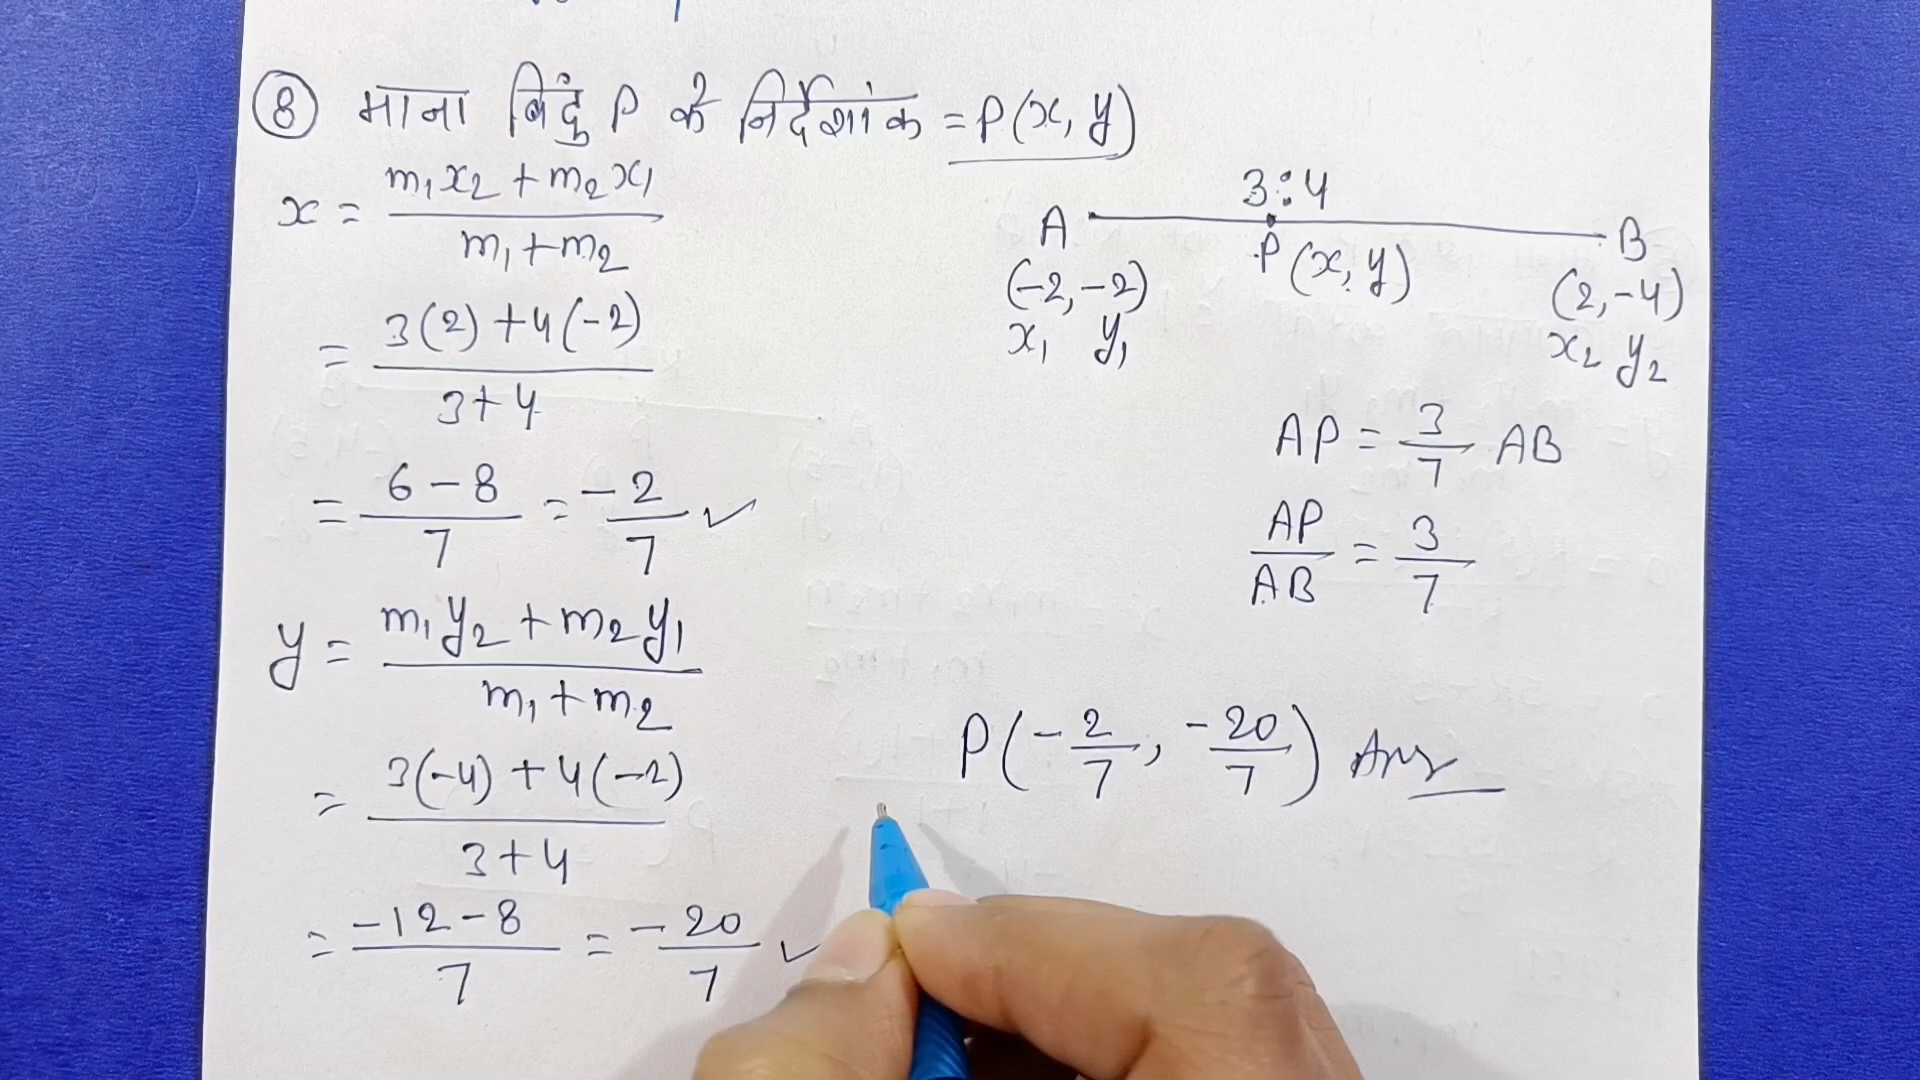 ⑧ माना बिंदु P के निर्देशांक = P(x, y)
x = (m₁x₂ + m₂x₁) / (m₁ + m₂)
= (3(2) + 4(-2)) / (3+4)
= (6 - 8) / 7 = -2/7 ✓
y = (m₁y₂ + m₂y₁) / (m₁ + m₂)
= (3(-4) + 4(-2)) / (3+4)
= (-12 - 8) / 7 = -20/7 ✓
3:4
A P(x, y) B
(-2, -2) (2, -4)
x₁ y₁ x₂ y₂
AP = 3/7 AB
AP/AB = 3/7
P(-2/7, -20/7) Ans